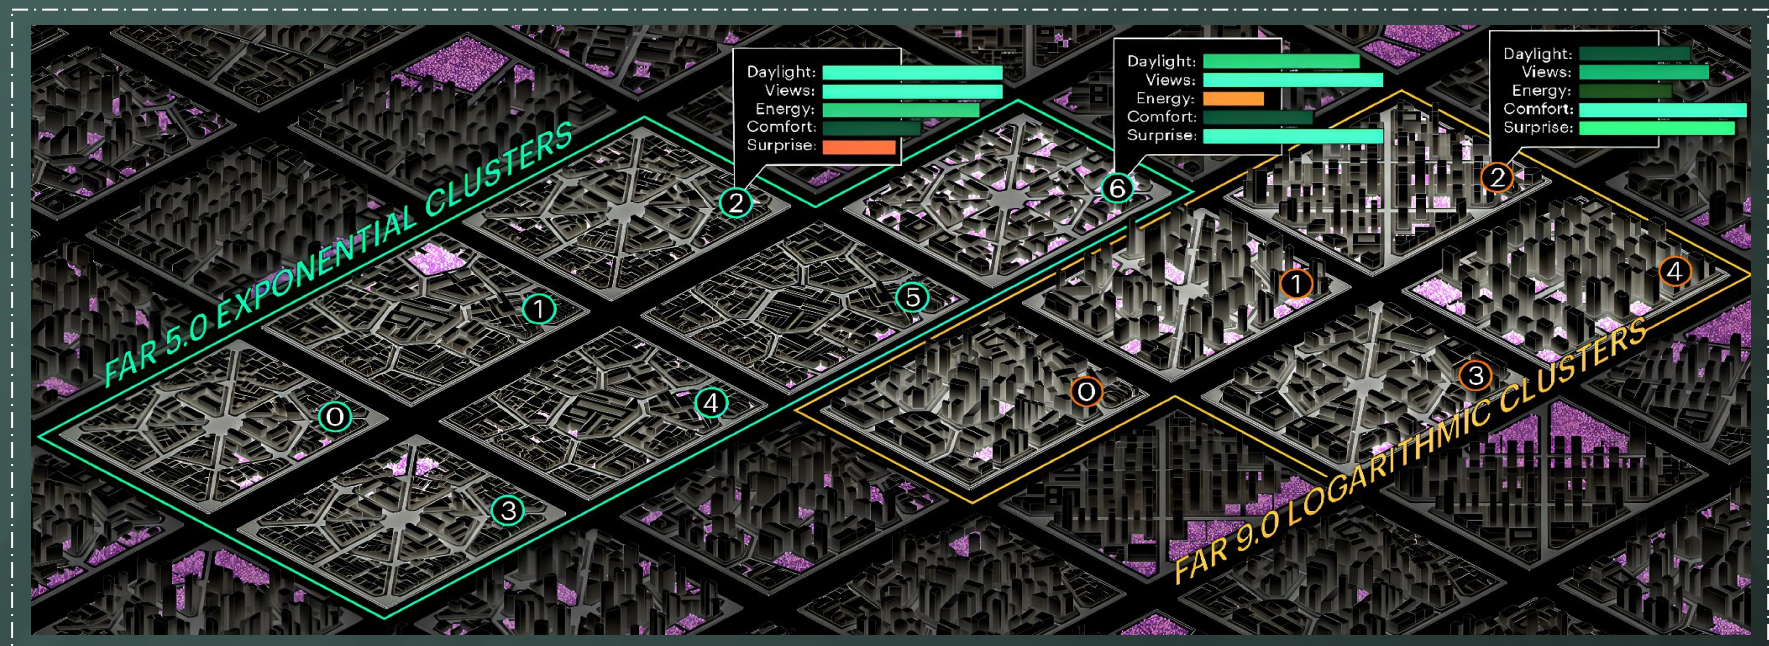 Daylight:
Views:
Energy:
Comfort:
Surprise:
Daylight:
Views:
Energy:
Comfort:
Surprise:
Daylight:
Views:
Energy:
Comfort:
Surprise:
FAR 5.0 EXPONENTIAL CLUSTERS
2
6
2
1
5
1
4
0
4
0
3
3
FAR 9.0 LOGARITHMIC CLUSTERS